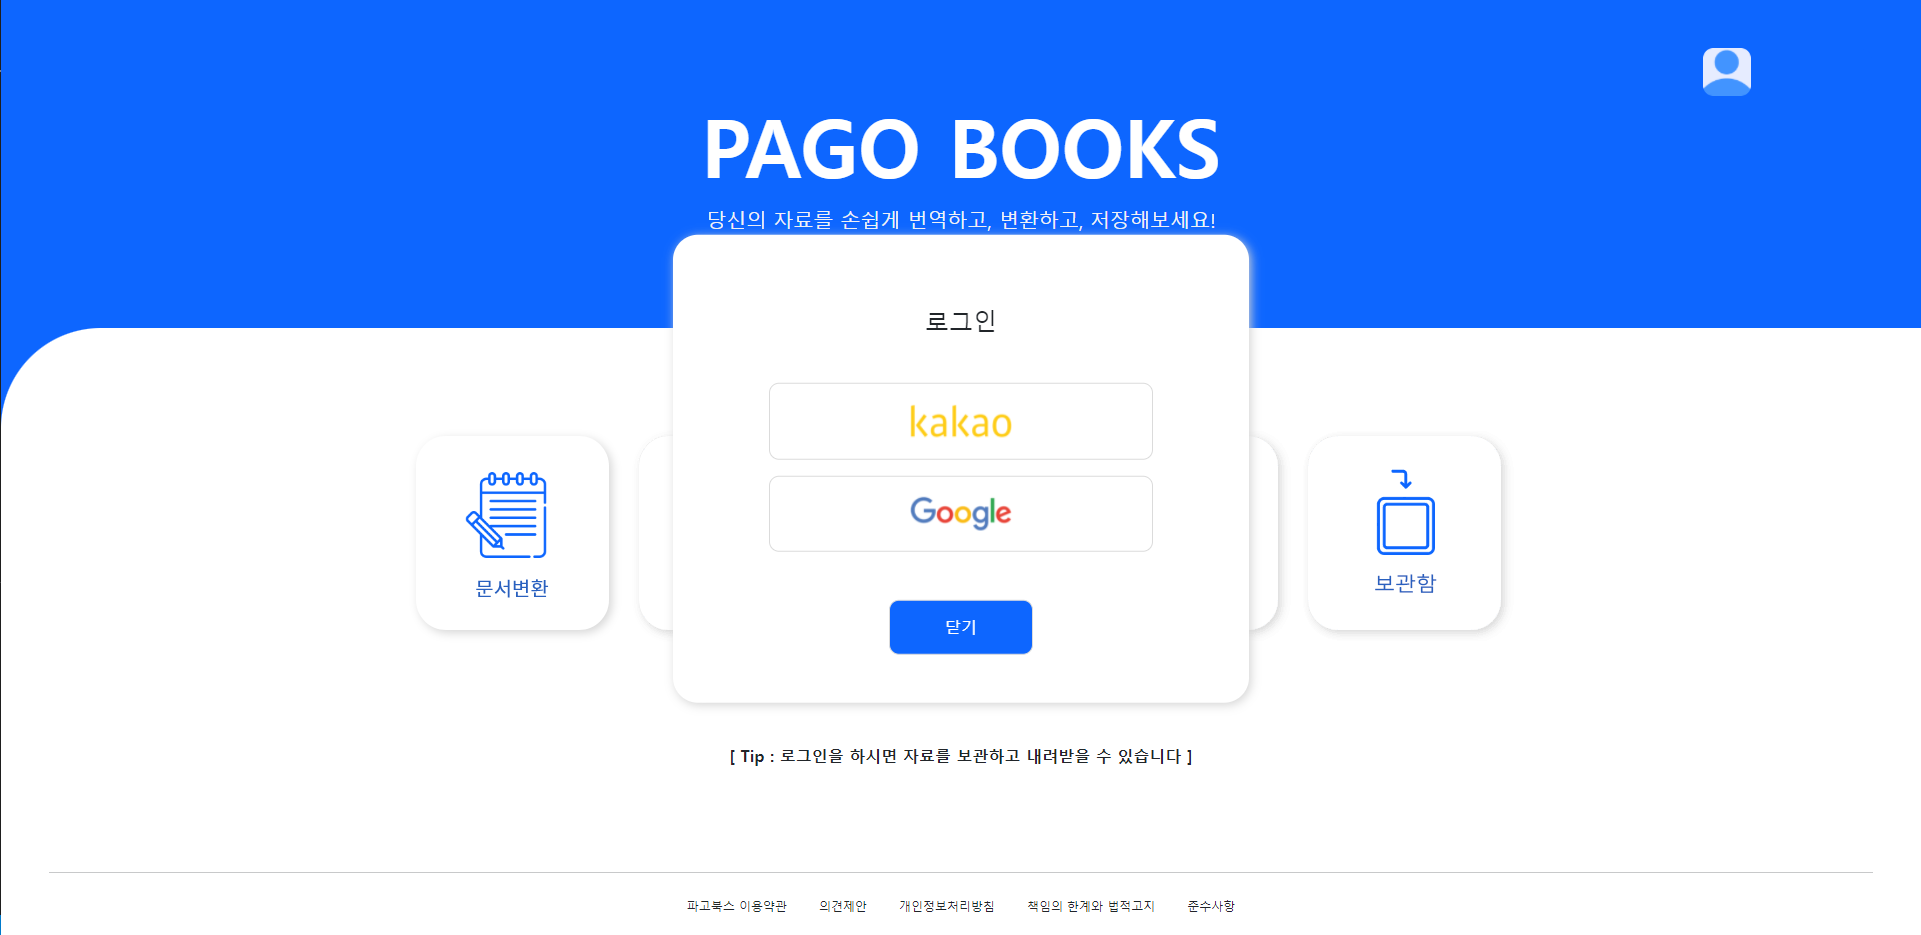 PAGO BOOKS
당신의 자료를 손쉽게 번역하고, 변환하고, 저장해보세요!
로그인
kakao
Google
문서변환
보관함
닫기
[ Tip : 로그인을 하시면 자료를 보관하고 내려받을 수 있습니다 ]
파고북스 이용약관 의견제안 개인정보처리방침 책임의 한계와 법적고지 준수사항